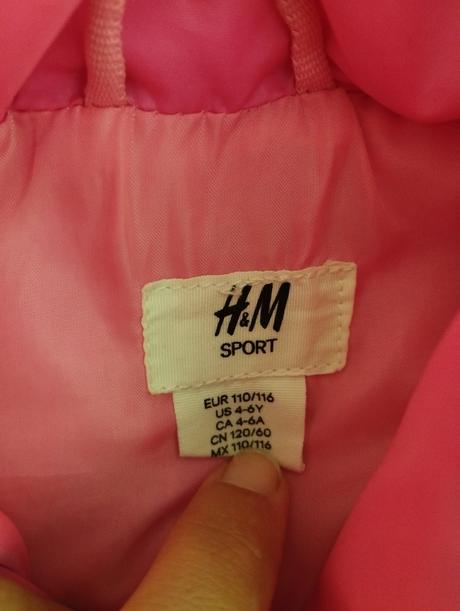 H&M
SPORT
EUR 110/116
US 4-6Y
CA 4-6A
CN 120/60
MX 110/116